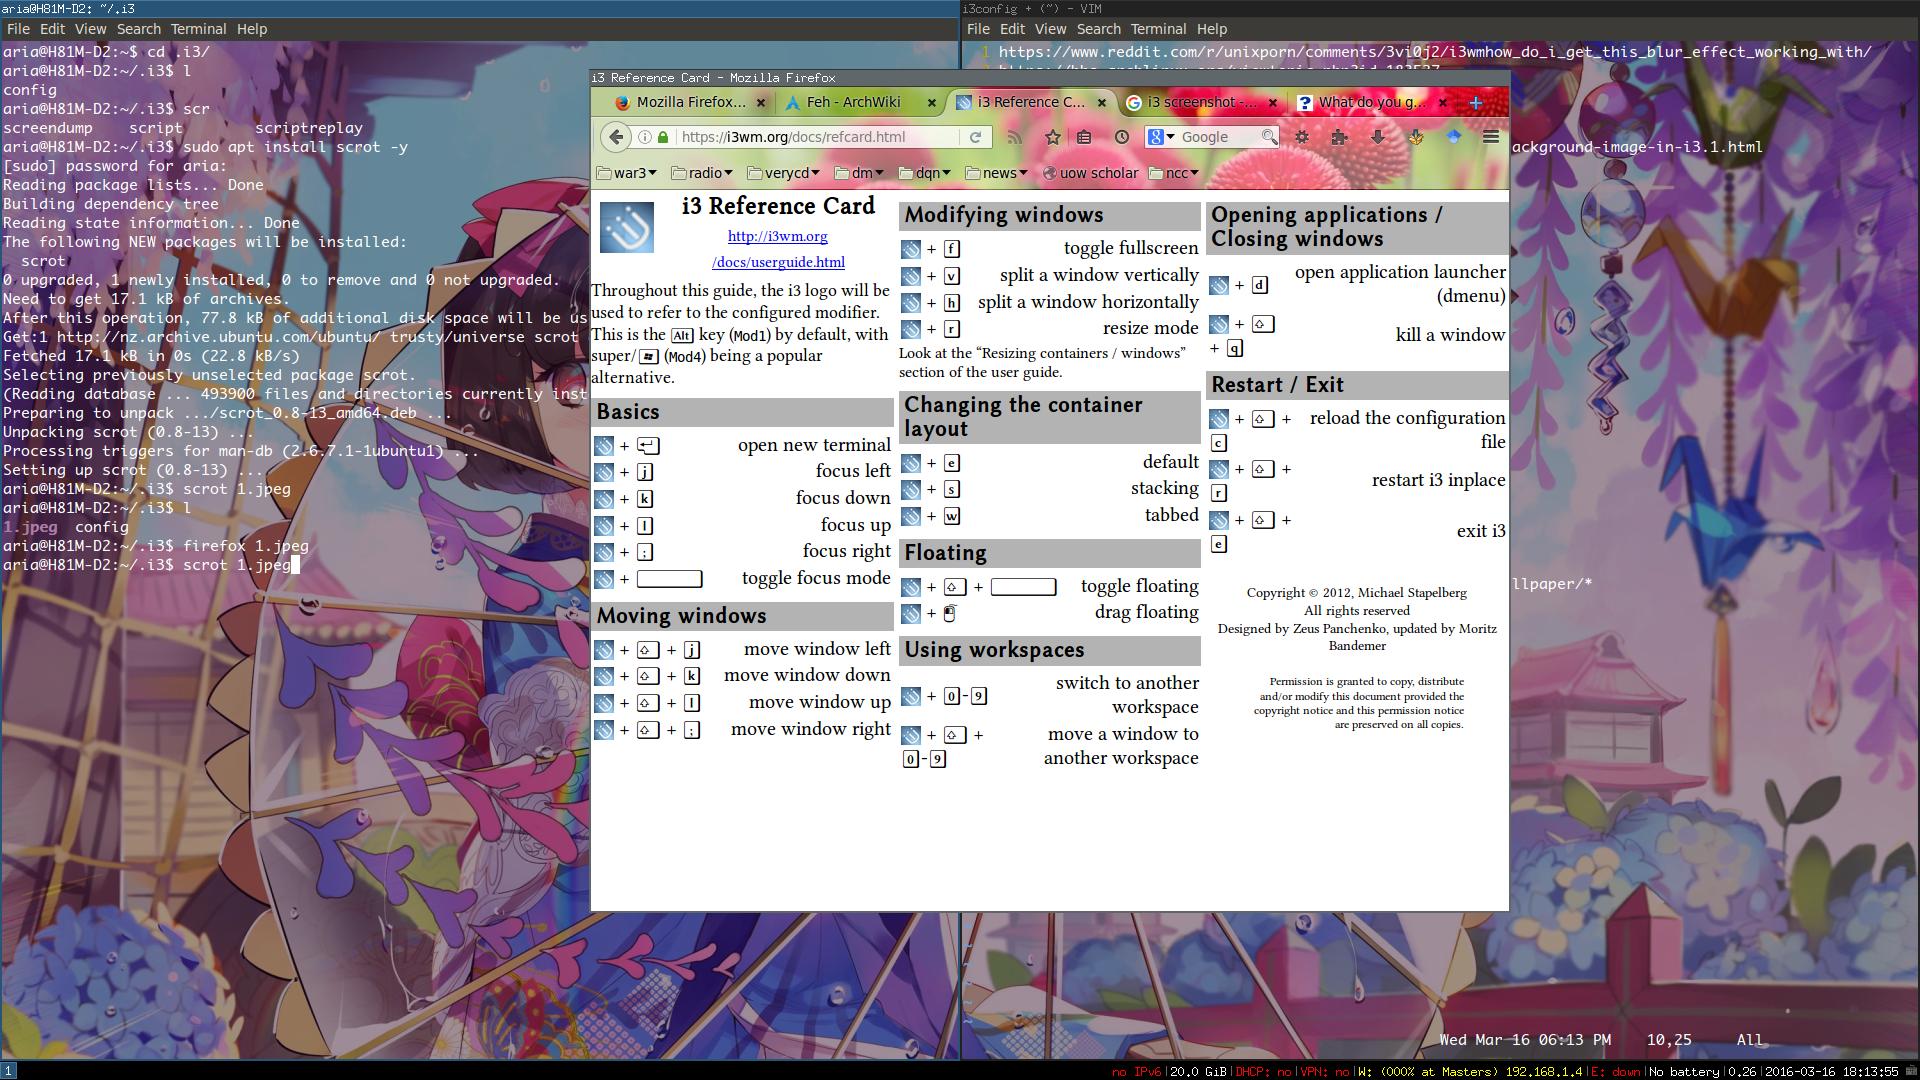 aria@H81M-D2: ~/.i3
File Edit View Search Terminal Help
aria@H81M-D2:~$ cd .i3/
aria@H81M-D2:~/.i3$ l
config
aria@H81M-D2:~/.i3$ scr
screendump    script        scriptreplay
aria@H81M-D2:~/.i3$ sudo apt install scrot -y
[sudo] password for aria:
Reading package lists... Done
Building dependency tree
Reading state information... Done
The following NEW packages will be installed:
  scrot
0 upgraded, 1 newly installed, 0 to remove and 0 not upgraded.
Need to get 17.1 kB of archives.
After this operation, 77.8 kB of additional disk space will be us
Get:1 http://nz.archive.ubuntu.com/ubuntu/ trusty/universe scrot
Fetched 17.1 kB in 0s (22.8 kB/s)
Selecting previously unselected package scrot.
(Reading database ... 493900 files and directories currently inst
Preparing to unpack .../scrot_0.8-13_amd64.deb ...
Unpacking scrot (0.8-13) ...
Processing triggers for man-db (2.6.7.1-1ubuntu1) ...
Setting up scrot (0.8-13) ...
aria@H81M-D2:~/.i3$ scrot 1.jpeg
aria@H81M-D2:~/.i3$ l
1.jpeg  config
aria@H81M-D2:~/.i3$ firefox 1.jpeg
aria@H81M-D2:~/.i3$ scrot 1.jpeg
i3config + (~) - VIM
File Edit View Search Terminal Help
1 https://www.reddit.com/r/unixporn/comments/3vi0j2/i3wmhow_do_i_get_this_blur_effect_working_with/
ackground-image-in-i3.1.html
llpaper/*
~
~
~
~
~
Wed Mar 16 06:13 PM    10,25     All
i3 Reference Card - Mozilla Firefox
Mozilla Firefox... × Feh - ArchWiki × i3 Reference C... × i3 screenshot -... × What do you g... × +
https://i3wm.org/docs/refcard.html Google
war3 radio verycd dm dqn news uow scholar ncc
i3 Reference Card
http://i3wm.org
/docs/userguide.html
Throughout this guide, the i3 logo will be
used to refer to the configured modifier.
This is the Alt key (Mod1) by default, with
super/ (Mod4) being a popular
alternative.
Basics
+ open new terminal
+ j focus left
+ k focus down
+ l focus up
+ ; focus right
+ toggle focus mode
Moving windows
+ + j move window left
+ + k move window down
+ + l move window up
+ + ; move window right
Modifying windows
+ f toggle fullscreen
+ v split a window vertically
+ h split a window horizontally
+ r resize mode
Look at the “Resizing containers / windows”
section of the user guide.
Changing the container
layout
+ e default
+ s stacking
+ w tabbed
Floating
+ + toggle floating
+ drag floating
Using workspaces
+ 0-9 switch to another
workspace
+ + move a window to
0-9 another workspace
Opening applications /
Closing windows
+ d open application launcher
(dmenu)
+ kill a window
+ q
Restart / Exit
+ + reload the configuration
c file
+ + restart i3 inplace
r
+ + exit i3
e
Copyright © 2012, Michael Stapelberg
All rights reserved
Designed by Zeus Panchenko, updated by Moritz
Bandemer
Permission is granted to copy, distribute
and/or modify this document provided the
copyright notice and this permission notice
are preserved on all copies.
1
no IPv6|20.0 GiB|DHCP: no|VPN: no|W: (000% at Masters) 192.168.1.4|E: down|No battery|0.26|2016-03-16 18:13:55